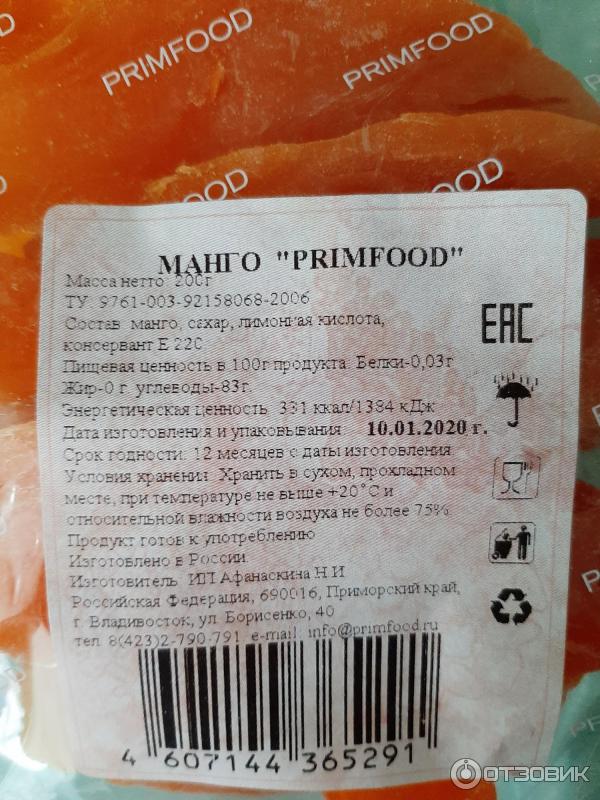 PRIMFOOD
PRIMFOOD
PRIMFOOD
PRIMFOOD
МАНГО "PRIMFOOD"
Масса нетто 200г
ТУ 9761-003-92158068-2006
Состав манго, сахар, лимонная кислота,
консервант Е 220
Пищевая ценность в 100г продукта. Белки-0,03г
Жир-0 г. углеводы-83г.
Энергетическая ценность 331 ккал/1384 кДж
Дата изготовления и упаковывания 10.01.2020 г.
Срок годности: 12 месяцев с даты изготовления
Условия хранения Хранить в сухом, прохладном
месте, при температуре не выше +20°С и
относительной влажности воздуха не более 75%
Продукт готов к употреблению
Изготовлено в России.
Изготовитель ИП Афанаскина Н.И
Российская Федерация, 690016, Приморский край,
г. Владивосток, ул. Борисенко, 40
тел. 8(423)2-790-791 e-mail: info@primfood.ru
EAC
4 607144 365291
ОТЗОВИК